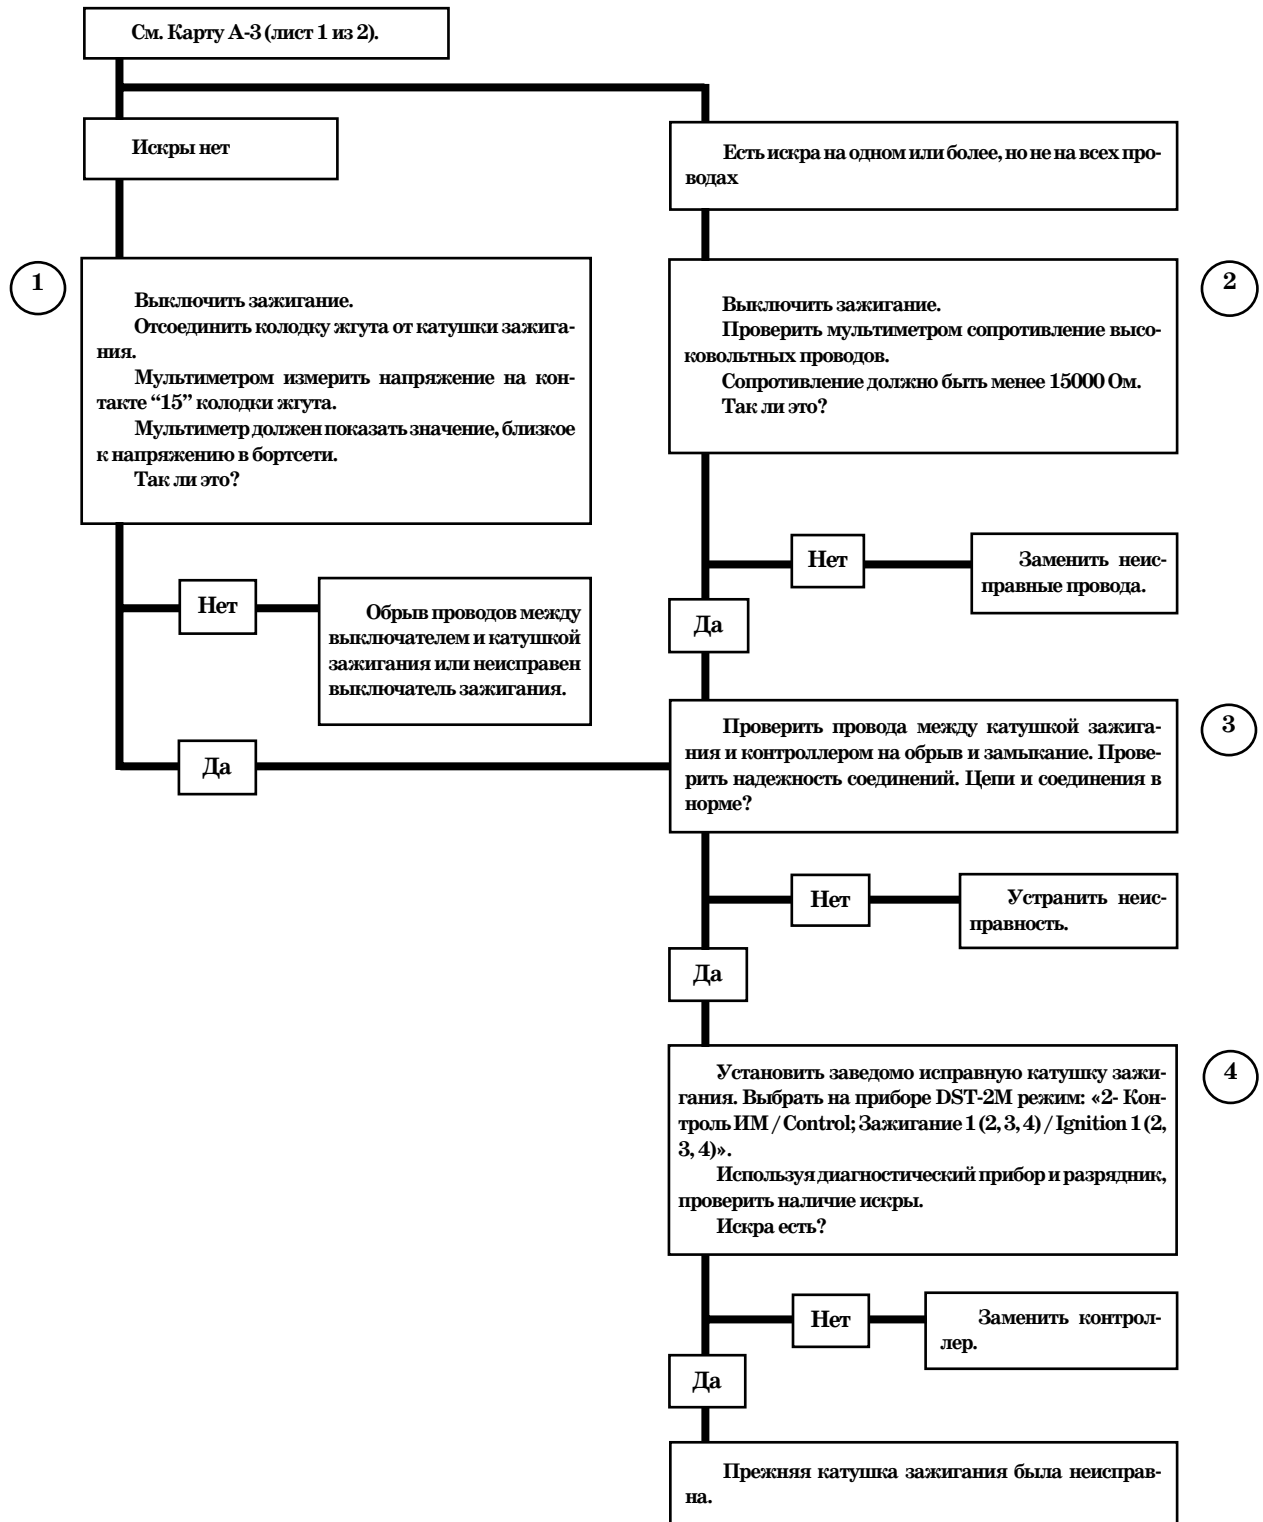 См. Карту А-3 (лист 1 из 2).
Искры нет
Есть искра на одном или более, но не на всех про-
водах
1
Выключить зажигание.
Отсоединить колодку жгута от катушки зажига-
ния.
Мультиметром измерить напряжение на кон-
такте “15” колодки жгута.
Мультиметр должен показать значение, близкое
к напряжению в бортсети.
Так ли это?
2
Выключить зажигание.
Проверить мультиметром сопротивление высо-
ковольтных проводов.
Сопротивление должно быть менее 15000 Ом.
Так ли это?
Нет
Заменить неис-
правные провода.
Нет
Обрыв проводов между
выключателем и катушкой
зажигания или неисправен
выключатель зажигания.
Да
Да
3
Проверить провода между катушкой зажига-
ния и контроллером на обрыв и замыкание. Прове-
рить надежность соединений. Цепи и соединения в
норме?
Нет
Устранить неис-
правность.
Да
4
Установить заведомо исправную катушку зажи-
гания. Выбрать на приборе DST-2M режим: «2- Кон-
троль ИМ / Control; Зажигание 1 (2, 3, 4) / Ignition 1 (2,
3, 4)».
Используя диагностический прибор и разрядник,
проверить наличие искры.
Искра есть?
Нет
Заменить контрол-
лер.
Да
Прежняя катушка зажигания была неисправ-
на.